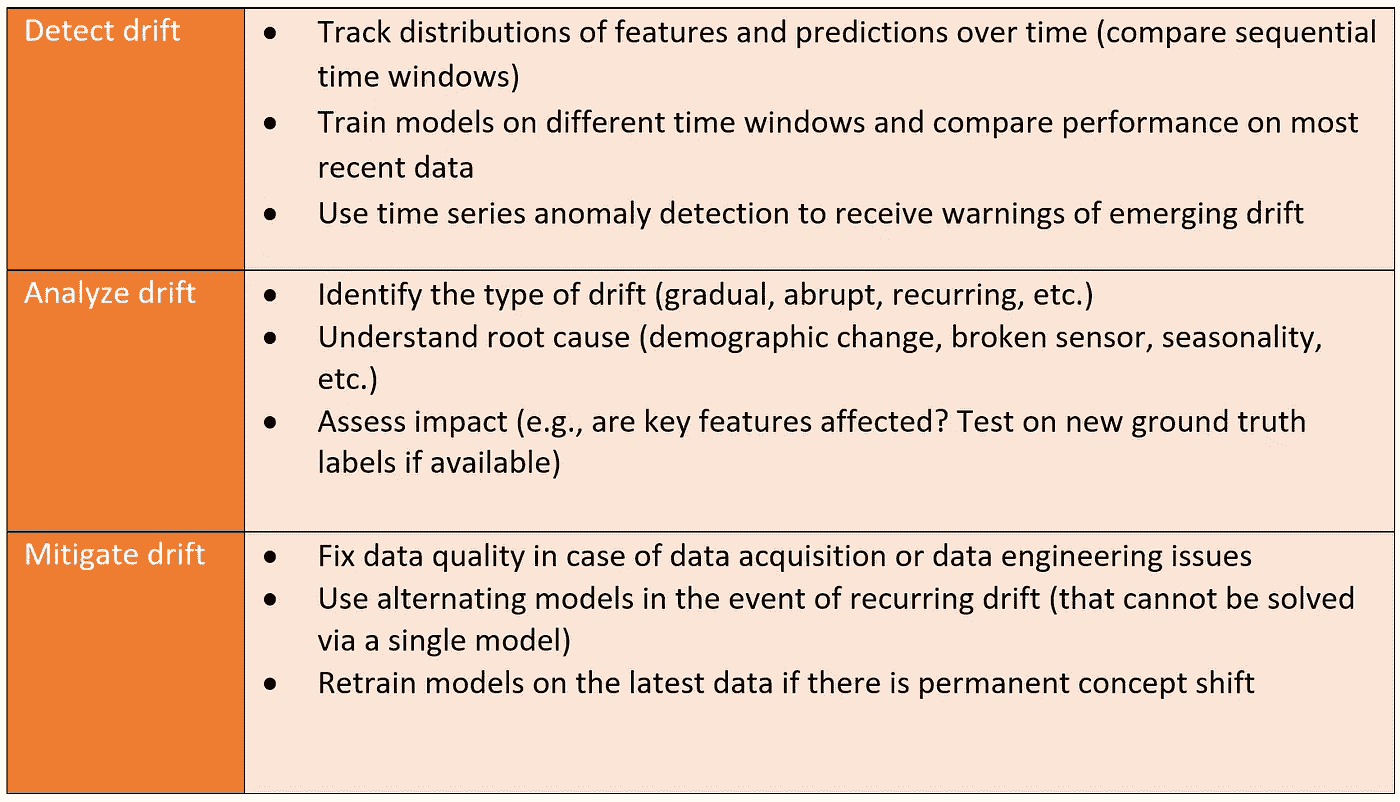 Detect drift
• Track distributions of features and predictions over time (compare sequential
time windows)
• Train models on different time windows and compare performance on most
recent data
• Use time series anomaly detection to receive warnings of emerging drift
Analyze drift
• Identify the type of drift (gradual, abrupt, recurring, etc.)
• Understand root cause (demographic change, broken sensor, seasonality,
etc.)
• Assess impact (e.g., are key features affected? Test on new ground truth
labels if available)
Mitigate drift
• Fix data quality in case of data acquisition or data engineering issues
• Use alternating models in the event of recurring drift (that cannot be solved
via a single model)
• Retrain models on the latest data if there is permanent concept shift